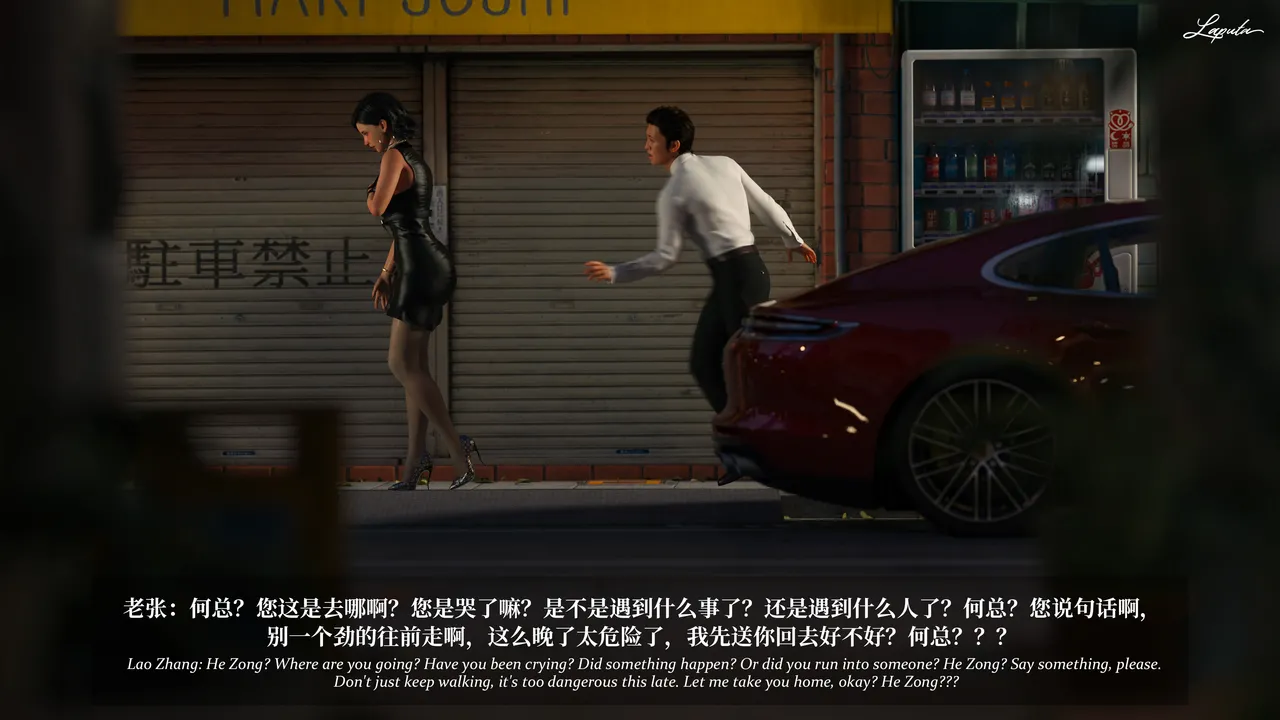 MAKI SUSHI
Laputa
駐車禁止
老张：何总？您这是去哪啊？您是哭了嘛？是不是遇到什么事了？还是遇到什么人了？何总？您说句话啊，
别一个劲的往前走啊，这么晚了太危险了，我先送你回去好不好？何总？？？
Lao Zhang: He Zong? Where are you going? Have you been crying? Did something happen? Or did you run into someone? He Zong? Say something, please.
Don't just keep walking, it's too dangerous this late. Let me take you home, okay? He Zong???